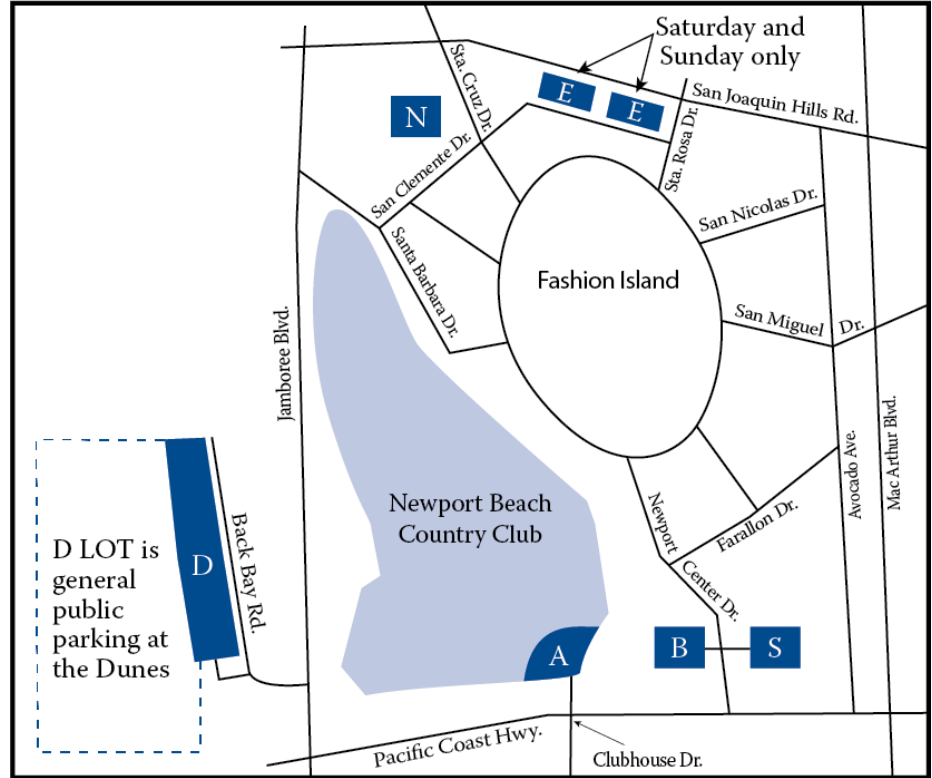 Saturday and
Sunday only
Sta. Cruz Dr.
E
E
San Joaquin Hills Rd.
N
Sta. Rosa Dr.
San Clemente Dr.
San Nicolas Dr.
Santa Barbara Dr.
Fashion Island
San Miguel Dr.
Jamboree Blvd.
Avocado Ave.
Mac Arthur Blvd.
Newport Beach
Country Club
Newport Center Dr.
Farallon Dr.
D LOT is
general
public
parking at
the Dunes
D
Back Bay Rd.
A
B
S
Pacific Coast Hwy.
Clubhouse Dr.